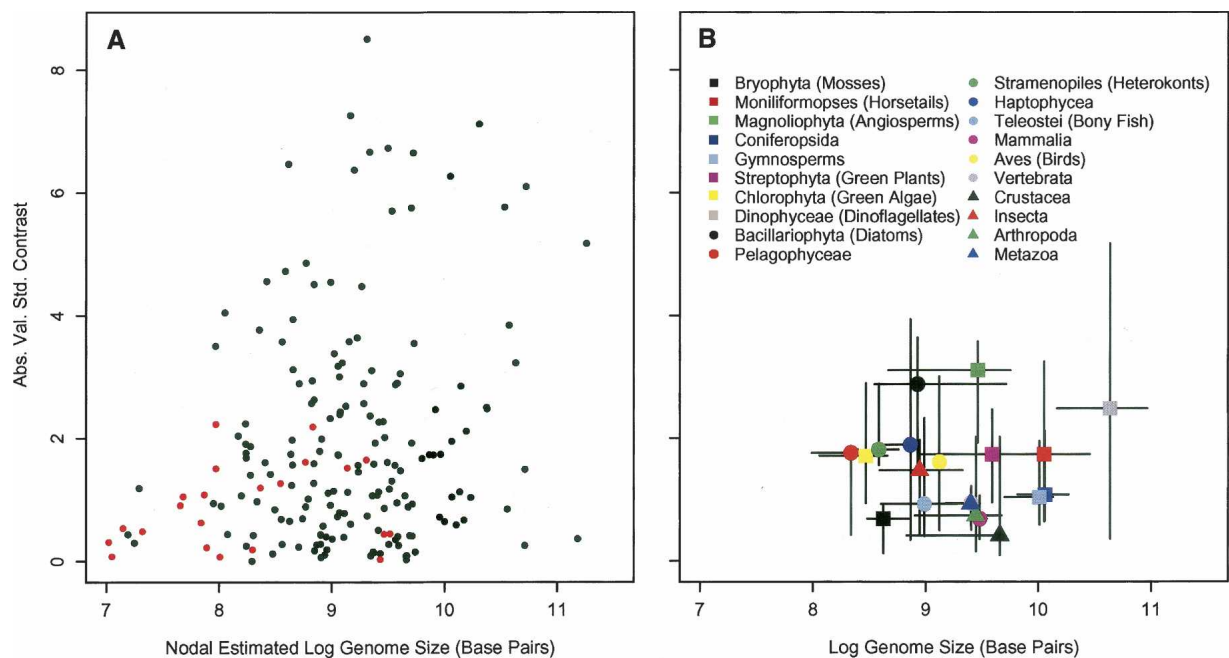 A
B
8
6
4
2
0
Abs. Val. Std. Contrast
7 8 9 10 11
Nodal Estimated Log Genome Size (Base Pairs)
Bryophyta (Mosses)
Moniliformopses (Horsetails)
Magnoliophyta (Angiosperms)
Coniferopsida
Gymnosperms
Streptophyta (Green Plants)
Chlorophyta (Green Algae)
Dinophyceae (Dinoflagellates)
Bacillariophyta (Diatoms)
Pelagophyceae
Stramenopiles (Heterokonts)
Haptophycea
Teleostei (Bony Fish)
Mammalia
Aves (Birds)
Vertebrata
Crustacea
Insecta
Arthropoda
Metazoa
7 8 9 10 11
Log Genome Size (Base Pairs)